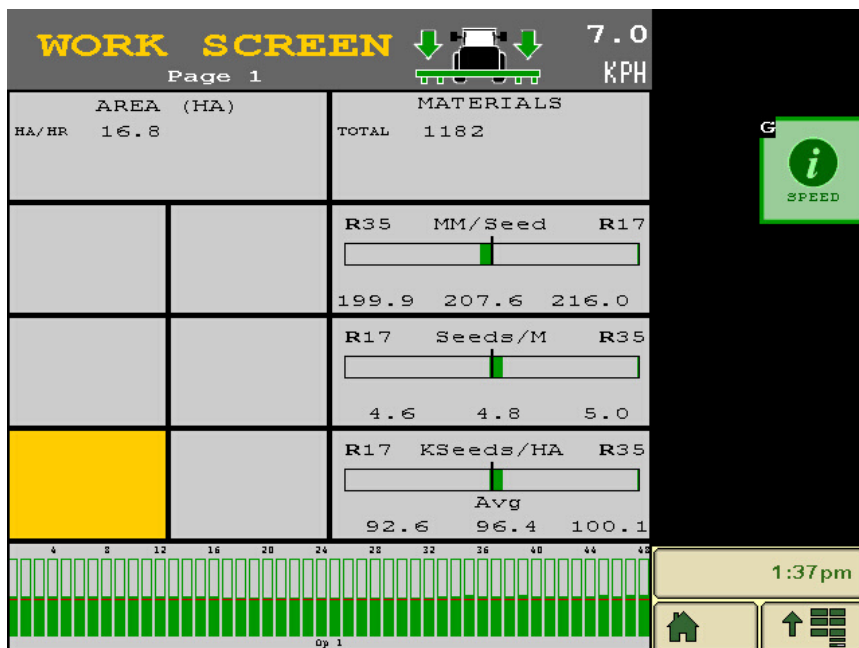 WORK SCREEN
Page 1
7.0
KPH
AREA (HA)
HA/HR 16.8
MATERIALS
TOTAL 1182
G
i
SPEED
R35 MM/Seed R17
199.9 207.6 216.0
R17 Seeds/M R35
4.6 4.8 5.0
R17 KSeeds/HA R35
Avg
92.6 96.4 100.1
4 8 12 16 20 24 28 32 36 40 44 48
Op 1
1:37pm